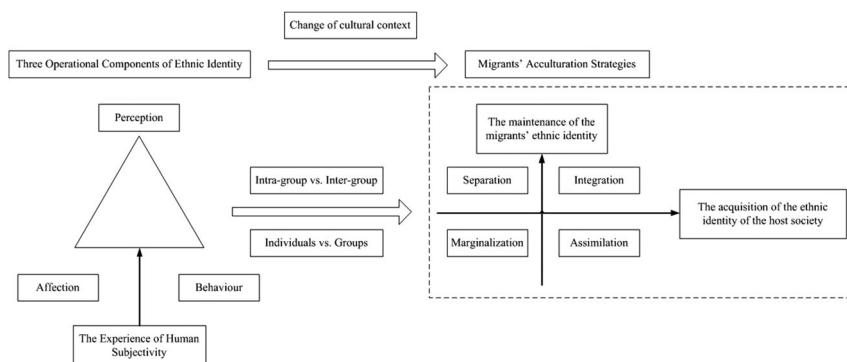 Change of cultural context
Three Operational Components of Ethnic Identity
Migrants' Acculturation Strategies
Perception
The maintenance of the
migrants' ethnic identity
Intra-group vs. Inter-group
Separation
Integration
The acquisition of the ethnic
identity of the host society
Individuals vs. Groups
Marginalization
Assimilation
Affection
Behaviour
The Experience of Human
Subjectivity